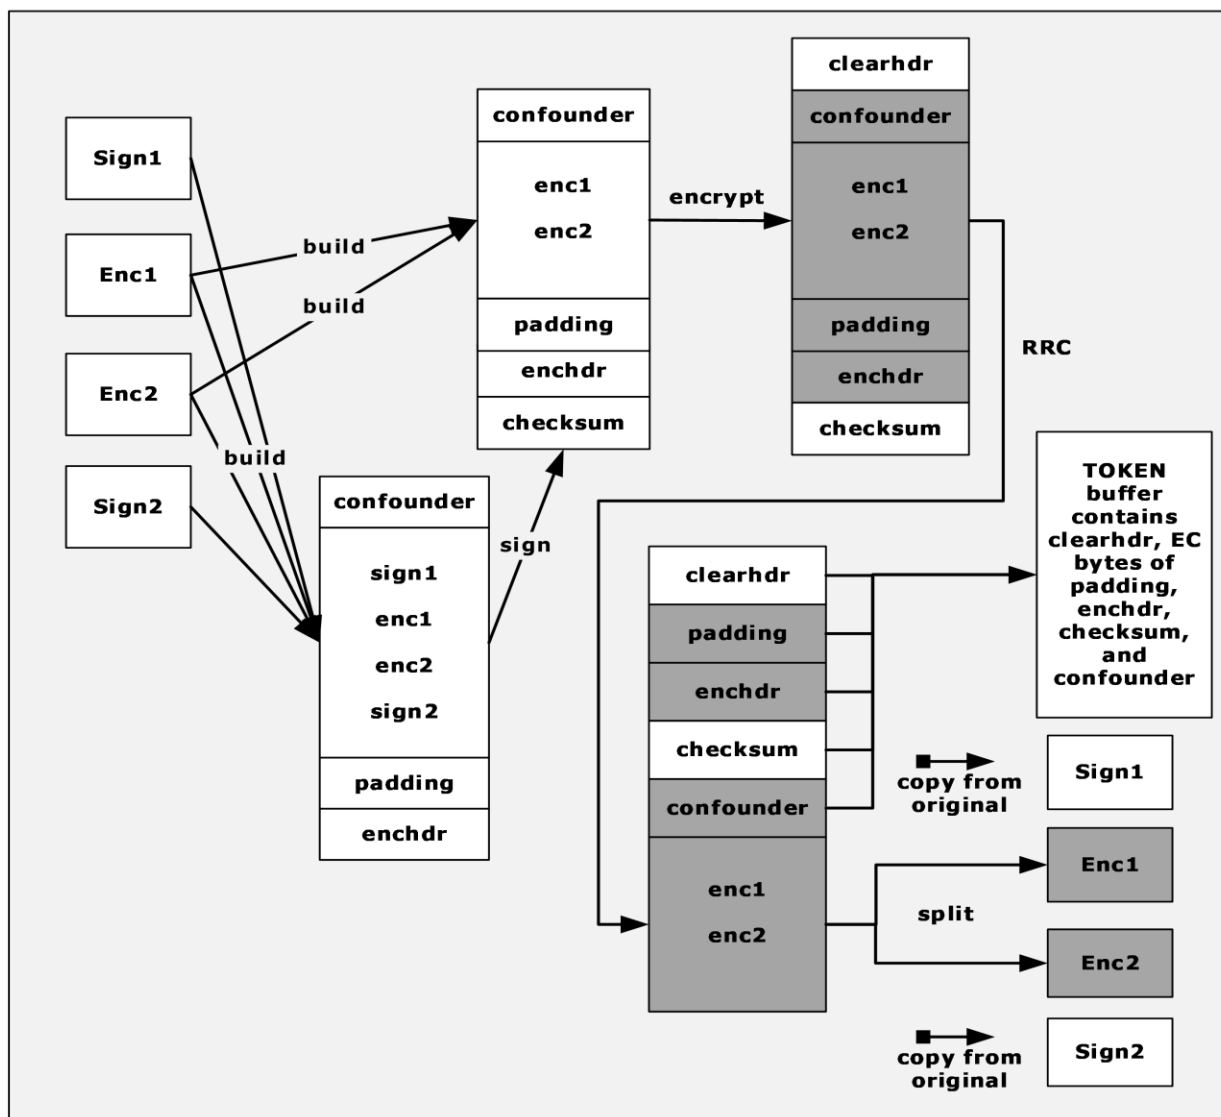 Sign1
Enc1
Enc2
Sign2
build
build
build
confounder
enc1
enc2
padding
enchdr
checksum
confounder
sign1
enc1
enc2
sign2
padding
enchdr
sign
encrypt
clearhdr
confounder
enc1
enc2
padding
enchdr
checksum
RRC
clearhdr
padding
enchdr
checksum
confounder
enc1
enc2
TOKEN
buffer
contains
clearhdr, EC
bytes of
padding,
enchdr,
checksum,
and
confounder
copy from
original
Sign1
split
Enc1
Enc2
copy from
original
Sign2